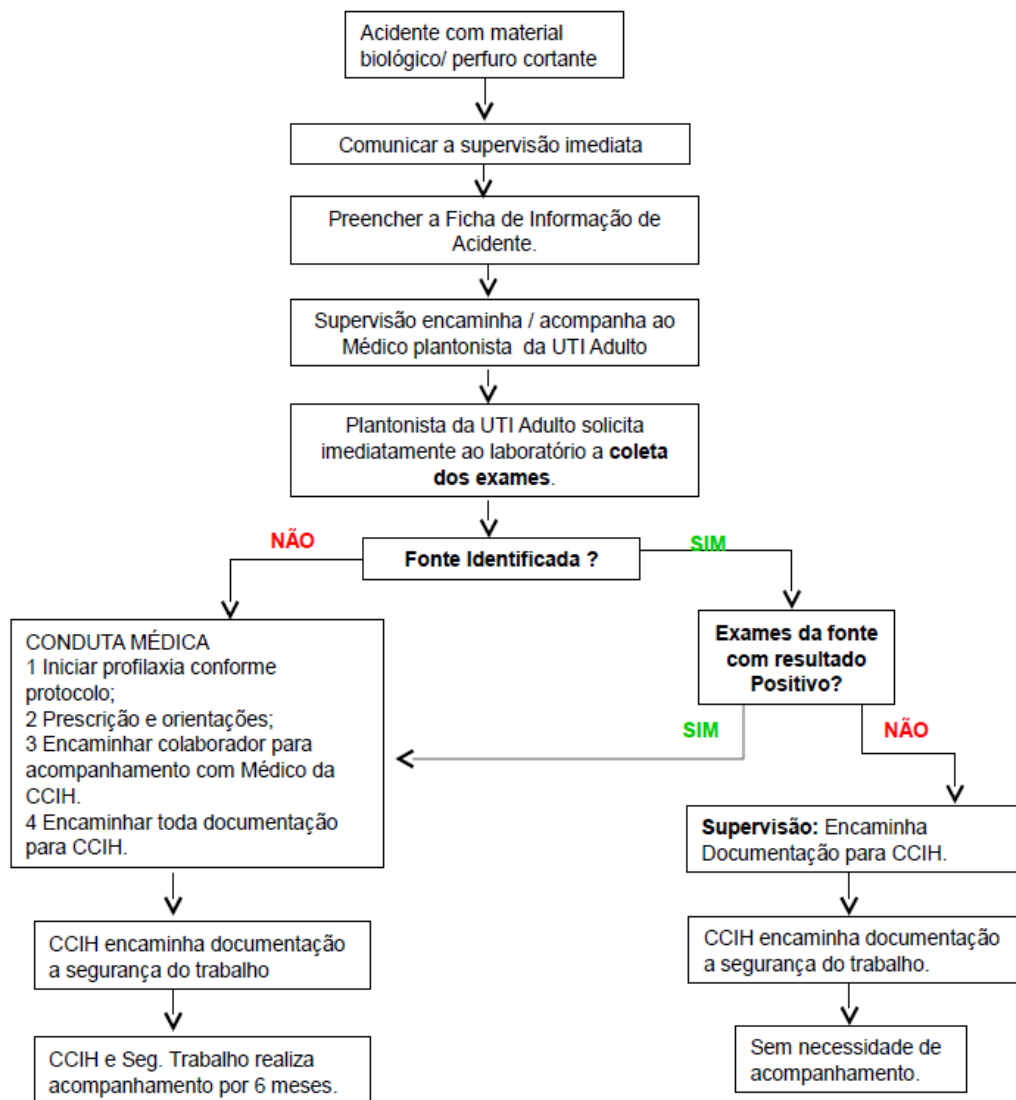 Acidente com material
biológico/ perfuro cortante
Comunicar a supervisão imediata
Preencher a Ficha de Informação de
Acidente.
Supervisão encaminha / acompanha ao
Médico plantonista da UTI Adulto
Plantonista da UTI Adulto solicita
imediatamente ao laboratório a coleta
dos exames.
NÃO
Fonte Identificada ?
SIM
CONDUTA MÉDICA
1 Iniciar profilaxia conforme
protocolo;
2 Prescrição e orientações;
3 Encaminhar colaborador para
acompanhamento com Médico da
CCIH.
4 Encaminhar toda documentação
para CCIH.
Exames da fonte
com resultado
Positivo?
SIM
NÃO
Supervisão: Encaminha
Documentação para CCIH.
CCIH encaminha documentação
a segurança do trabalho
CCIH encaminha documentação
a segurança do trabalho.
CCIH e Seg. Trabalho realiza
acompanhamento por 6 meses.
Sem necessidade de
acompanhamento.